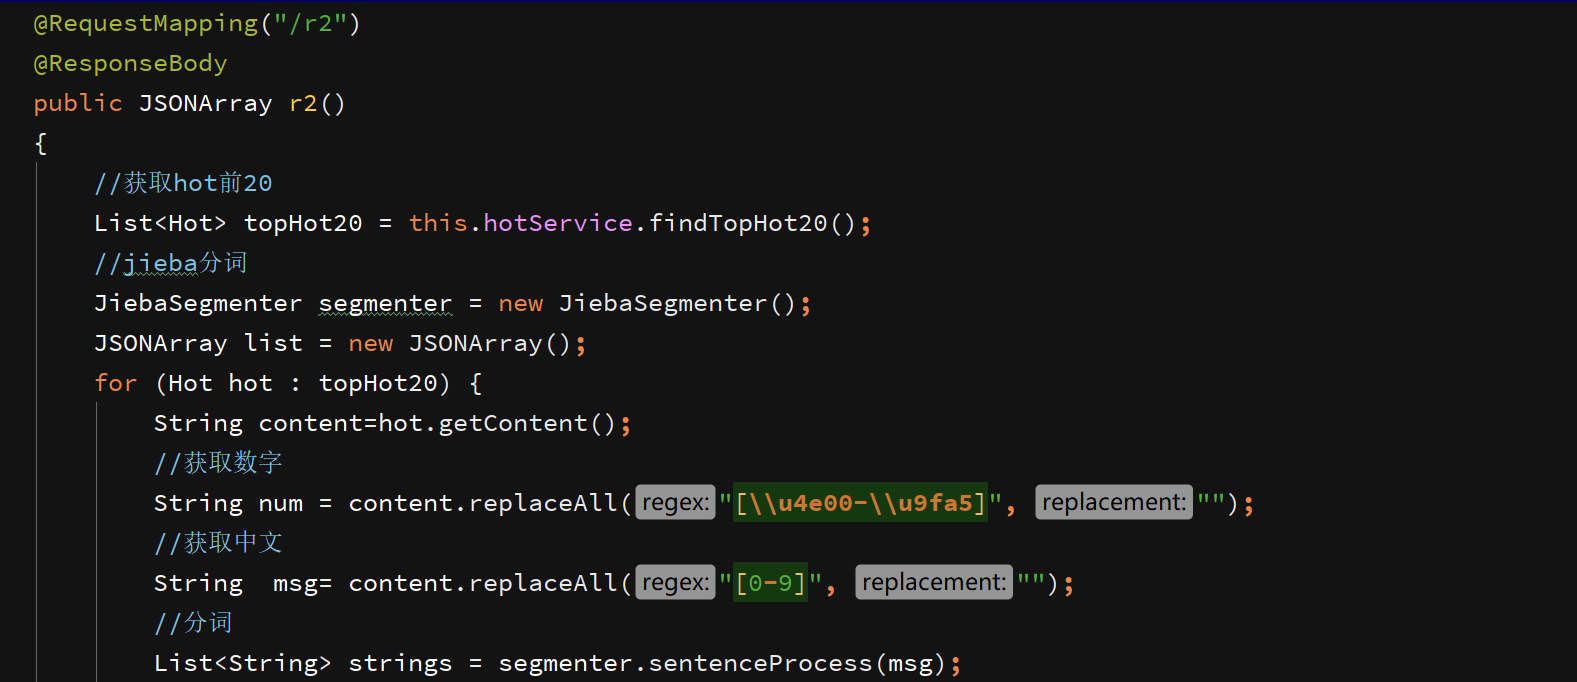 @RequestMapping("/r2")
@ResponseBody
public JSONArray r2()
{
//获取hot前20
List<Hot> topHot20 = this.hotService.findTopHot20();
//jieba分词
JiebaSegmenter segmenter = new JiebaSegmenter();
JSONArray list = new JSONArray();
for (Hot hot : topHot20) {
String content=hot.getContent();
//获取数字
String num = content.replaceAll( regex: "[\\u4e00-\\u9fa5]", replacement: "");
//获取中文
String  msg= content.replaceAll( regex: "[0-9]", replacement: "");
//分词
List<String> strings = segmenter.sentenceProcess(msg);